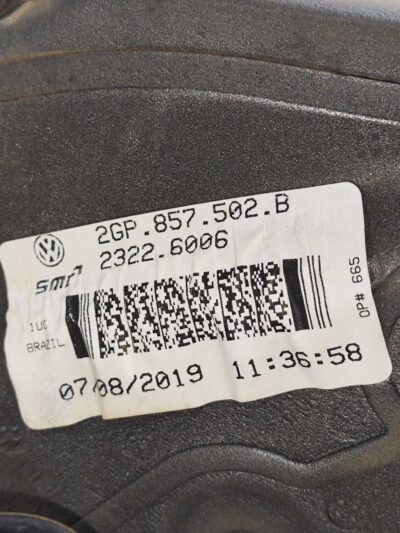 2GP.857.502.B
2322.6006
smr
1UD
BRAZIL
OP# 665
07/08/2019 11:36:58